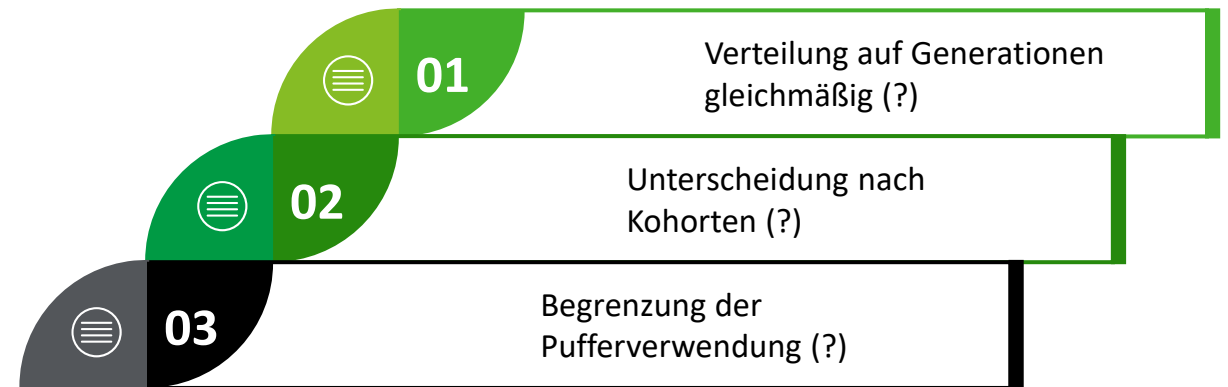 01
Verteilung auf Generationen
gleichmäßig (?)
02
Unterscheidung nach
Kohorten (?)
03
Begrenzung der
Pufferverwendung (?)